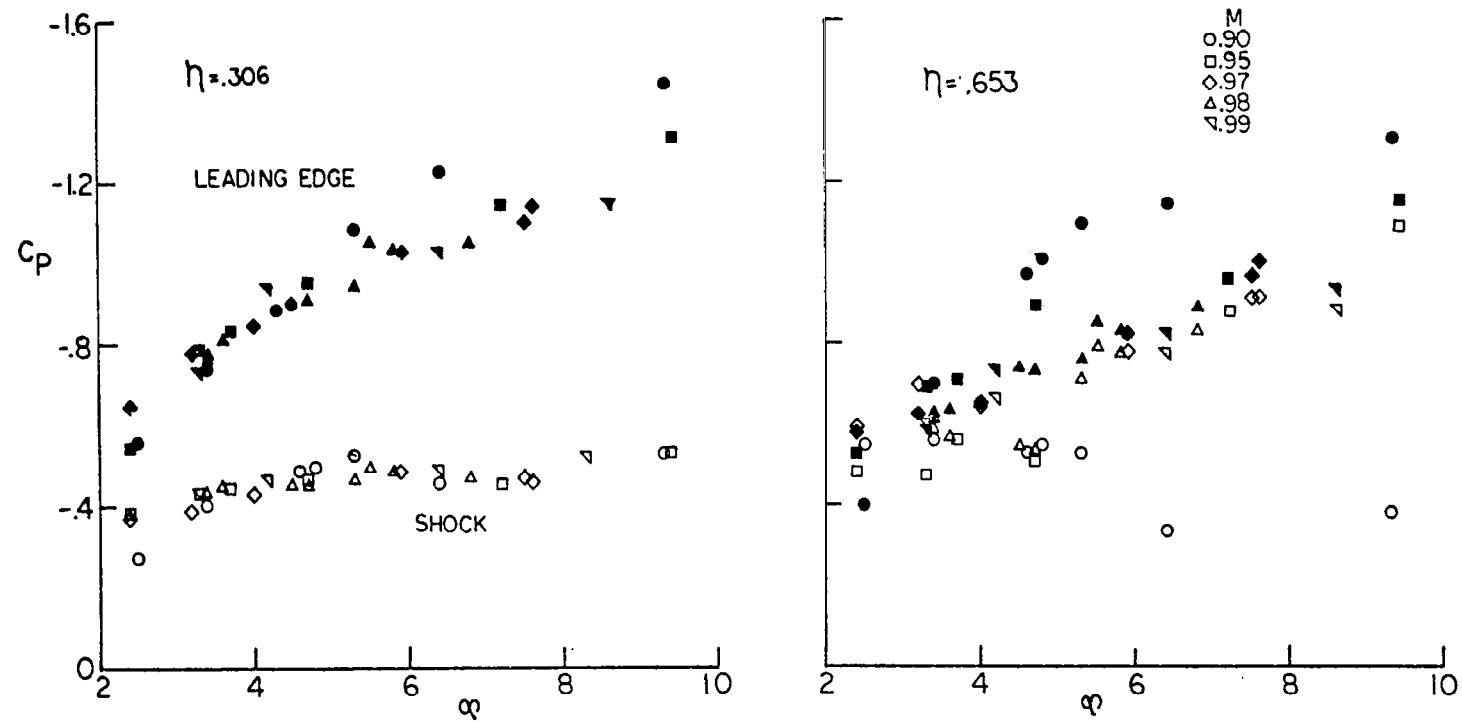 -1.6
-1.2
-.8
-.4
0
CP
η=.306
LEADING EDGE
SHOCK
2 4 6 8 10
α
η=.653
M
○.90
□.95
◇.97
△.98
◹.99
2 4 6 8 10
α